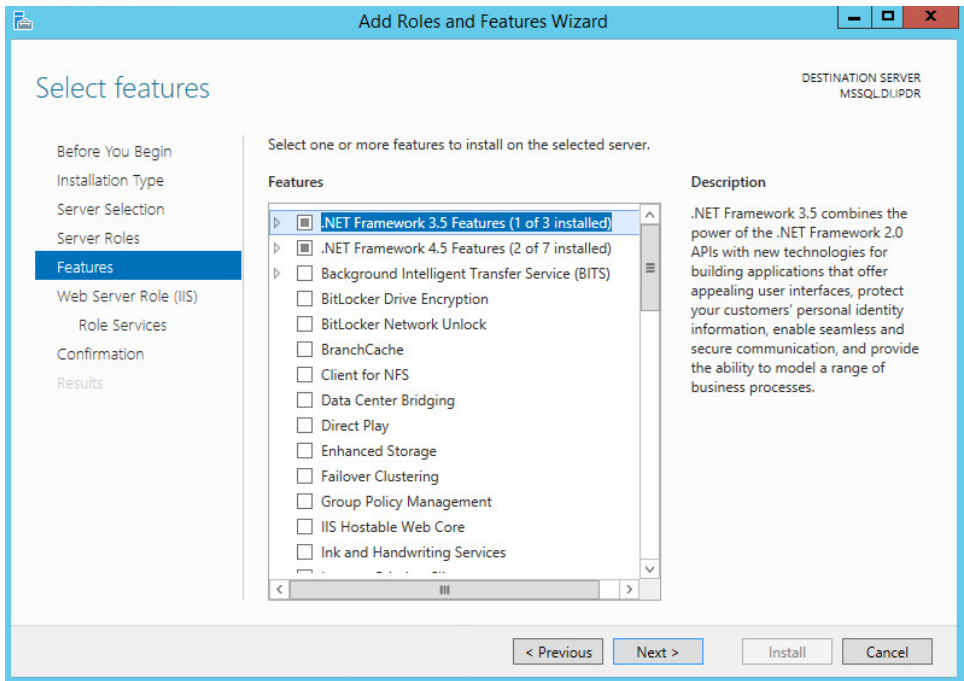 Add Roles and Features Wizard
Select features
DESTINATION SERVER
MSSQL.DI.IPDR
Before You Begin
Installation Type
Server Selection
Server Roles
Features
Web Server Role (IIS)
Role Services
Confirmation
Results
Select one or more features to install on the selected server.
Features
.NET Framework 3.5 Features (1 of 3 installed)
.NET Framework 4.5 Features (2 of 7 installed)
Background Intelligent Transfer Service (BITS)
BitLocker Drive Encryption
BitLocker Network Unlock
BranchCache
Client for NFS
Data Center Bridging
Direct Play
Enhanced Storage
Failover Clustering
Group Policy Management
IIS Hostable Web Core
Ink and Handwriting Services
Description
.NET Framework 3.5 combines the
power of the .NET Framework 2.0
APIs with new technologies for
building applications that offer
appealing user interfaces, protect
your customers' personal identity
information, enable seamless and
secure communication, and provide
the ability to model a range of
business processes.
< Previous
Next >
Install
Cancel